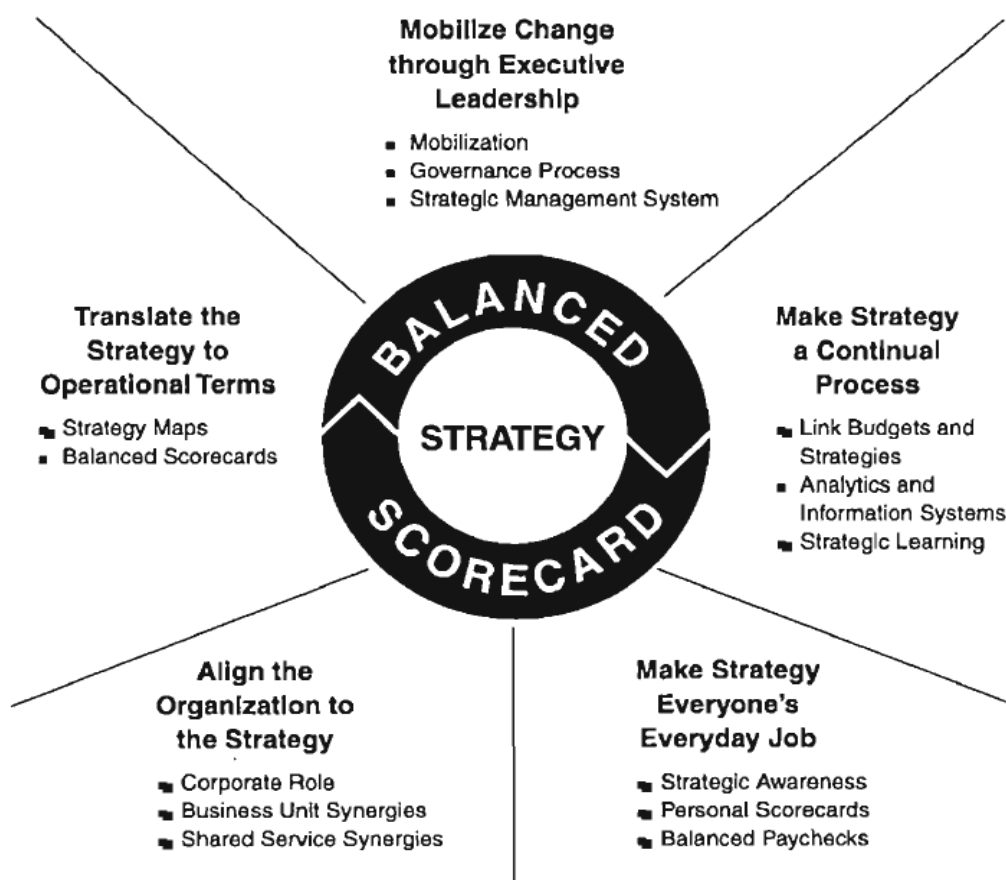 Mobilize Change
through Executive
Leadership
▪ Mobilization
▪ Governance Process
▪ Strategic Management System
Translate the
Strategy to
Operational Terms
▪ Strategy Maps
▪ Balanced Scorecards
BALANCED
STRATEGY
SCORECARD
Make Strategy
a Continual
Process
▪ Link Budgets and
Strategies
▪ Analytics and
Information Systems
▪ Strategic Learning
Align the
Organization to
the Strategy
▪ Corporate Role
▪ Business Unit Synergies
▪ Shared Service Synergies
Make Strategy
Everyone's
Everyday Job
▪ Strategic Awareness
▪ Personal Scorecards
▪ Balanced Paychecks